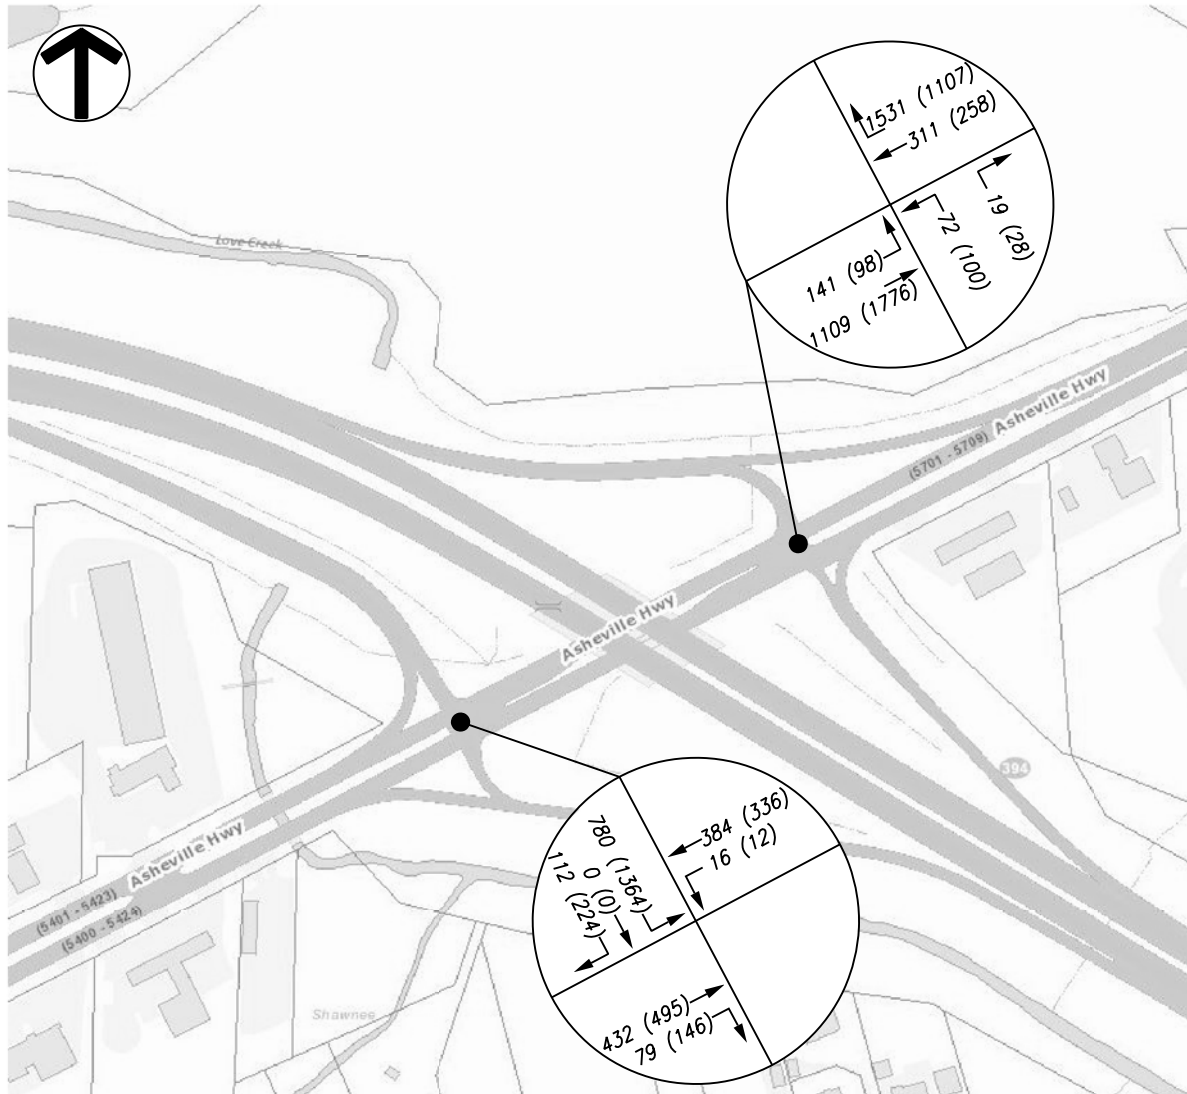 1531 (1107)
311 (258)
19 (28)
72 (100)
141 (98)
1109 (1776)
Love Creek
Asheville Hwy
(5701 - 5709)
Asheville Hwy
394
780 (1364)
0 (0)
112 (224)
384 (336)
16 (12)
Asheville Hwy
(5401 - 5423)
(5400 - 5424)
432 (495)
79 (146)
Shawnee